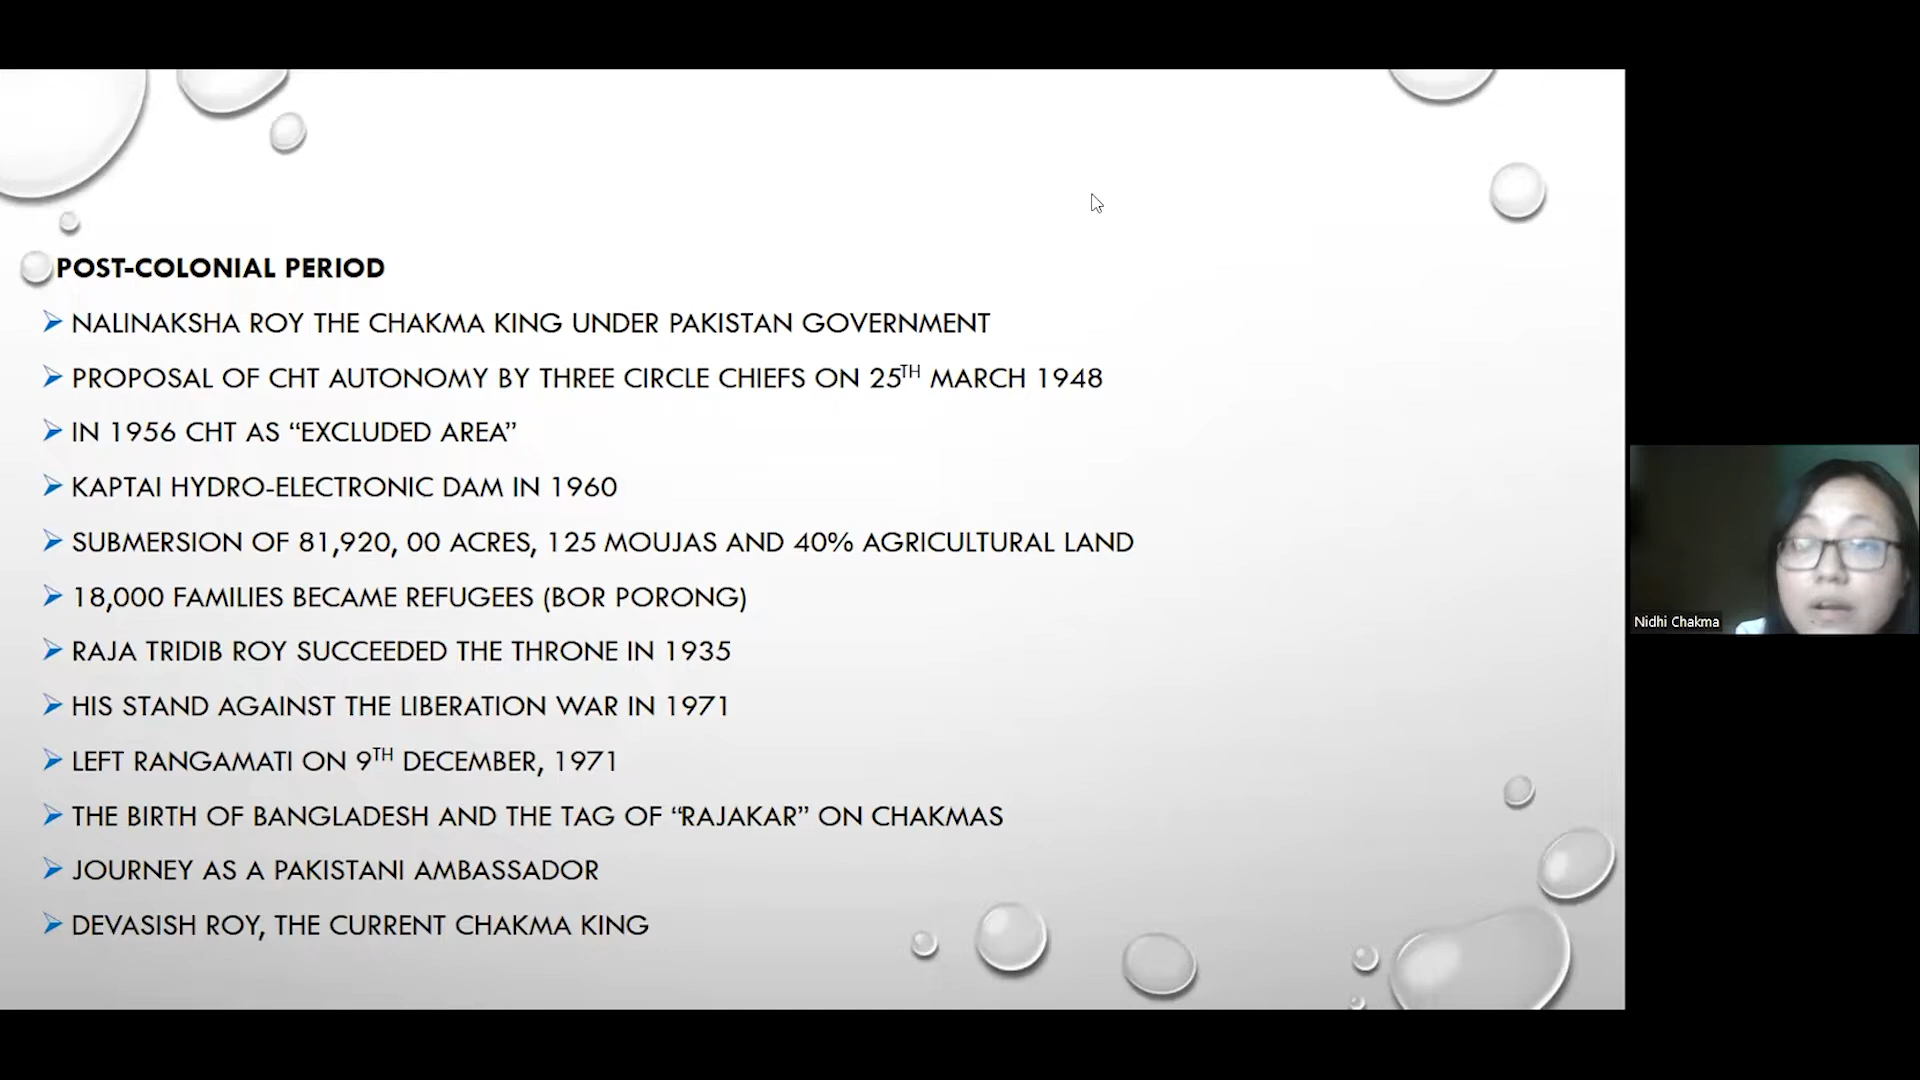 POST-COLONIAL PERIOD
NALINAKSHA ROY THE CHAKMA KING UNDER PAKISTAN GOVERNMENT
PROPOSAL OF CHT AUTONOMY BY THREE CIRCLE CHIEFS ON 25TH MARCH 1948
IN 1956 CHT AS “EXCLUDED AREA”
KAPTAI HYDRO-ELECTRONIC DAM IN 1960
SUBMERSION OF 81,920, 00 ACRES, 125 MOUJAS AND 40% AGRICULTURAL LAND
18,000 FAMILIES BECAME REFUGEES (BOR PORONG)
RAJA TRIDIB ROY SUCCEEDED THE THRONE IN 1935
HIS STAND AGAINST THE LIBERATION WAR IN 1971
LEFT RANGAMATI ON 9TH DECEMBER, 1971
THE BIRTH OF BANGLADESH AND THE TAG OF “RAJAKAR” ON CHAKMAS
JOURNEY AS A PAKISTANI AMBASSADOR
DEVASISH ROY, THE CURRENT CHAKMA KING
Nidhi Chakma